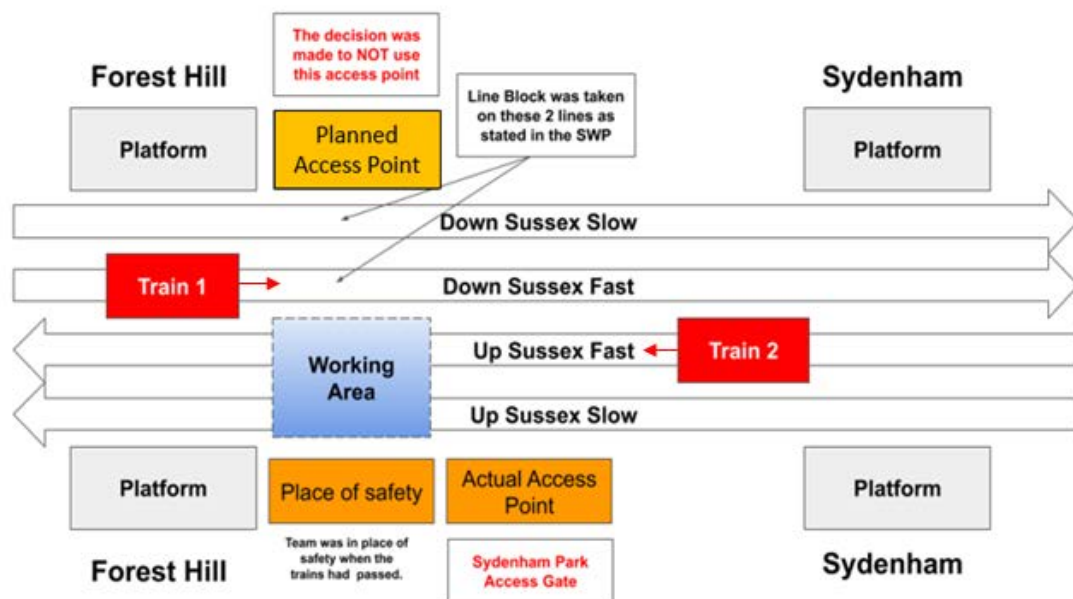 The decision was
made to NOT use
this access point
Forest Hill
Sydenham
Line Block was taken
on these 2 lines as
stated in the SWP
Platform
Planned
Access Point
Platform
Down Sussex Slow
Train 1
Down Sussex Fast
Working
Area
Up Sussex Fast
Train 2
Up Sussex Slow
Platform
Place of safety
Actual Access
Point
Platform
Team was in place of
safety when the
trains had passed.
Forest Hill
Sydenham Park
Access Gate
Sydenham